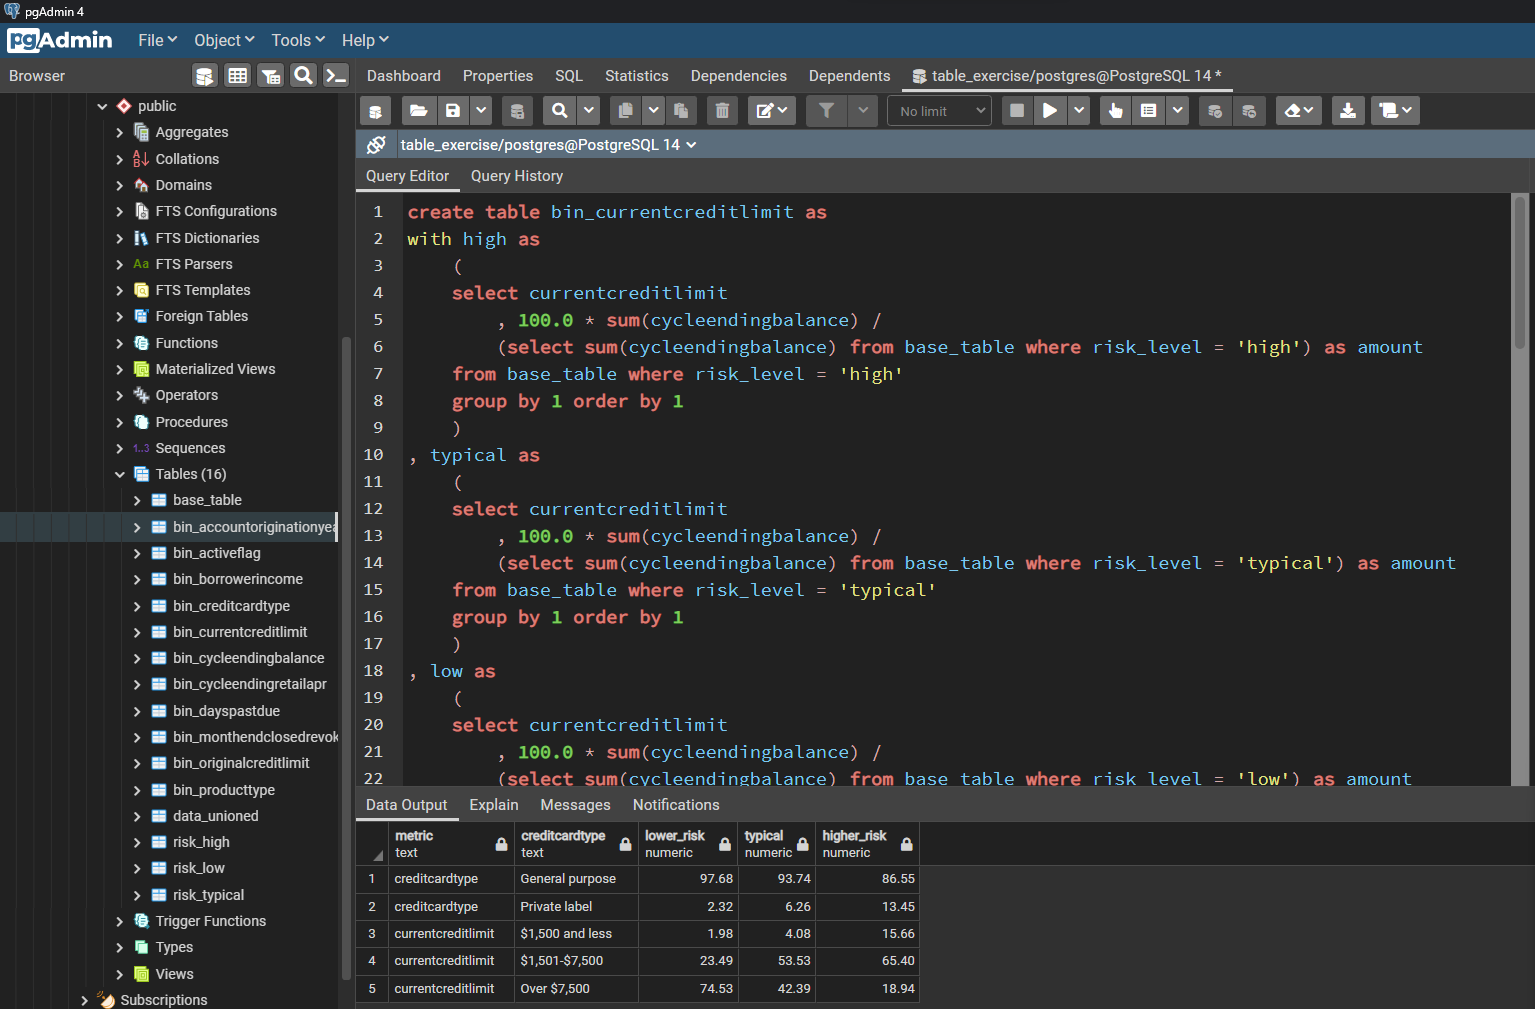 pgAdmin 4
pgAdmin File Object Tools Help
Browser
Dashboard Properties SQL Statistics Dependencies Dependents table_exercise/postgres@PostgreSQL 14 *
No limit
table_exercise/postgres@PostgreSQL 14
Query Editor Query History
public
Aggregates
Collations
Domains
FTS Configurations
FTS Dictionaries
Aa FTS Parsers
FTS Templates
Foreign Tables
Functions
Materialized Views
Operators
Procedures
1..3 Sequences
Tables (16)
base_table
bin_accountoriginationyea
bin_activeflag
bin_borrowerincome
bin_creditcardtype
bin_currentcreditlimit
bin_cycleendingbalance
bin_cycleendingretailapr
bin_dayspastdue
bin_monthendclosedrevok
bin_originalcreditlimit
bin_producttype
data_unioned
risk_high
risk_low
risk_typical
Trigger Functions
Types
Views
Subscriptions
1 create table bin_currentcreditlimit as
2 with high as
3 (
4 select currentcreditlimit
5 , 100.0 * sum(cycleendingbalance) /
6 (select sum(cycleendingbalance) from base_table where risk_level = 'high') as amount
7 from base_table where risk_level = 'high'
8 group by 1 order by 1
9 )
10 , typical as
11 (
12 select currentcreditlimit
13 , 100.0 * sum(cycleendingbalance) /
14 (select sum(cycleendingbalance) from base_table where risk_level = 'typical') as amount
15 from base_table where risk_level = 'typical'
16 group by 1 order by 1
17 )
18 , low as
19 (
20 select currentcreditlimit
21 , 100.0 * sum(cycleendingbalance) /
22 (select sum(cycleendingbalance) from base_table where risk_level = 'low') as amount
Data Output Explain Messages Notifications
metric creditcardtype lower_risk typical higher_risk
text text numeric numeric numeric
1 creditcardtype General purpose 97.68 93.74 86.55
2 creditcardtype Private label 2.32 6.26 13.45
3 currentcreditlimit $1,500 and less 1.98 4.08 15.66
4 currentcreditlimit $1,501-$7,500 23.49 53.53 65.40
5 currentcreditlimit Over $7,500 74.53 42.39 18.94